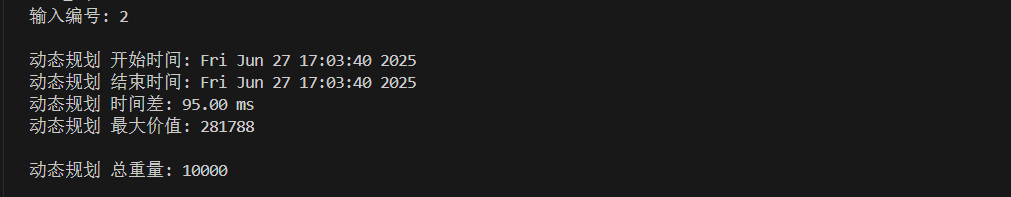 输入编号: 2
动态规划 开始时间: Fri Jun 27 17:03:40 2025
动态规划 结束时间: Fri Jun 27 17:03:40 2025
动态规划 时间差: 95.00 ms
动态规划 最大价值: 281788
动态规划 总重量: 10000